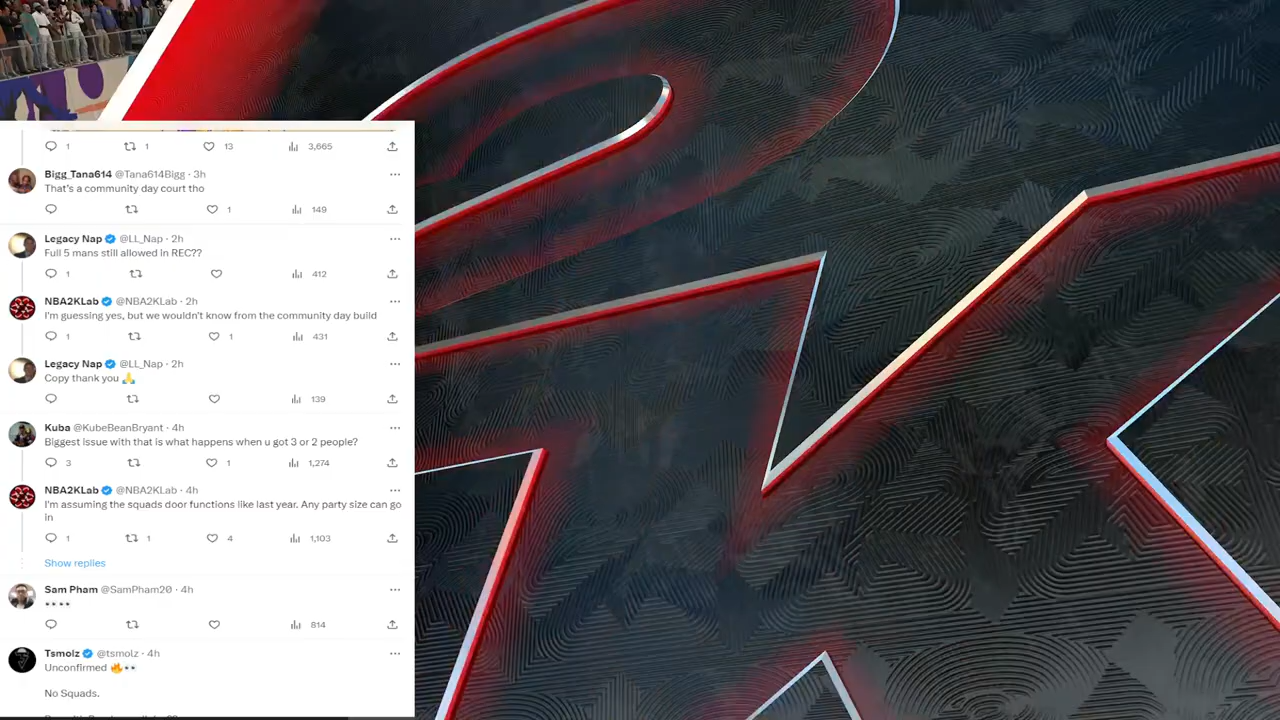 1 1 13 3,665
Bigg_Tana614 @Tana614Bigg · 3h
That's a community day court tho
1 149
Legacy Nap @LL_Nap · 2h
Full 5 mans still allowed in REC??
1 412
NBA2KLab @NBA2KLab · 2h
I'm guessing yes, but we wouldn't know from the community day build
1 1 431
Legacy Nap @LL_Nap · 2h
Copy thank you 🙏
139
Kuba @KubeBeanBryant · 4h
Biggest issue with that is what happens when u got 3 or 2 people?
3 1 1,274
NBA2KLab @NBA2KLab · 4h
I'm assuming the squads door functions like last year. Any party size can go
in
1 1 4 1,103
Show replies
Sam Pham @SamPham20 · 4h
👀👀
814
Tsmolz @tsmolz · 4h
Unconfirmed 🔥👀
No Squads.